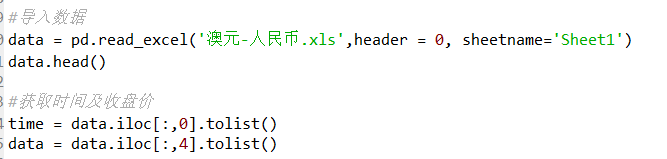 #导入数据
data = pd.read_excel('澳元-人民币.xls',header = 0, sheetname='Sheet1')
data.head()
#获取时间及收盘价
time = data.iloc[:,0].tolist()
data = data.iloc[:,4].tolist()